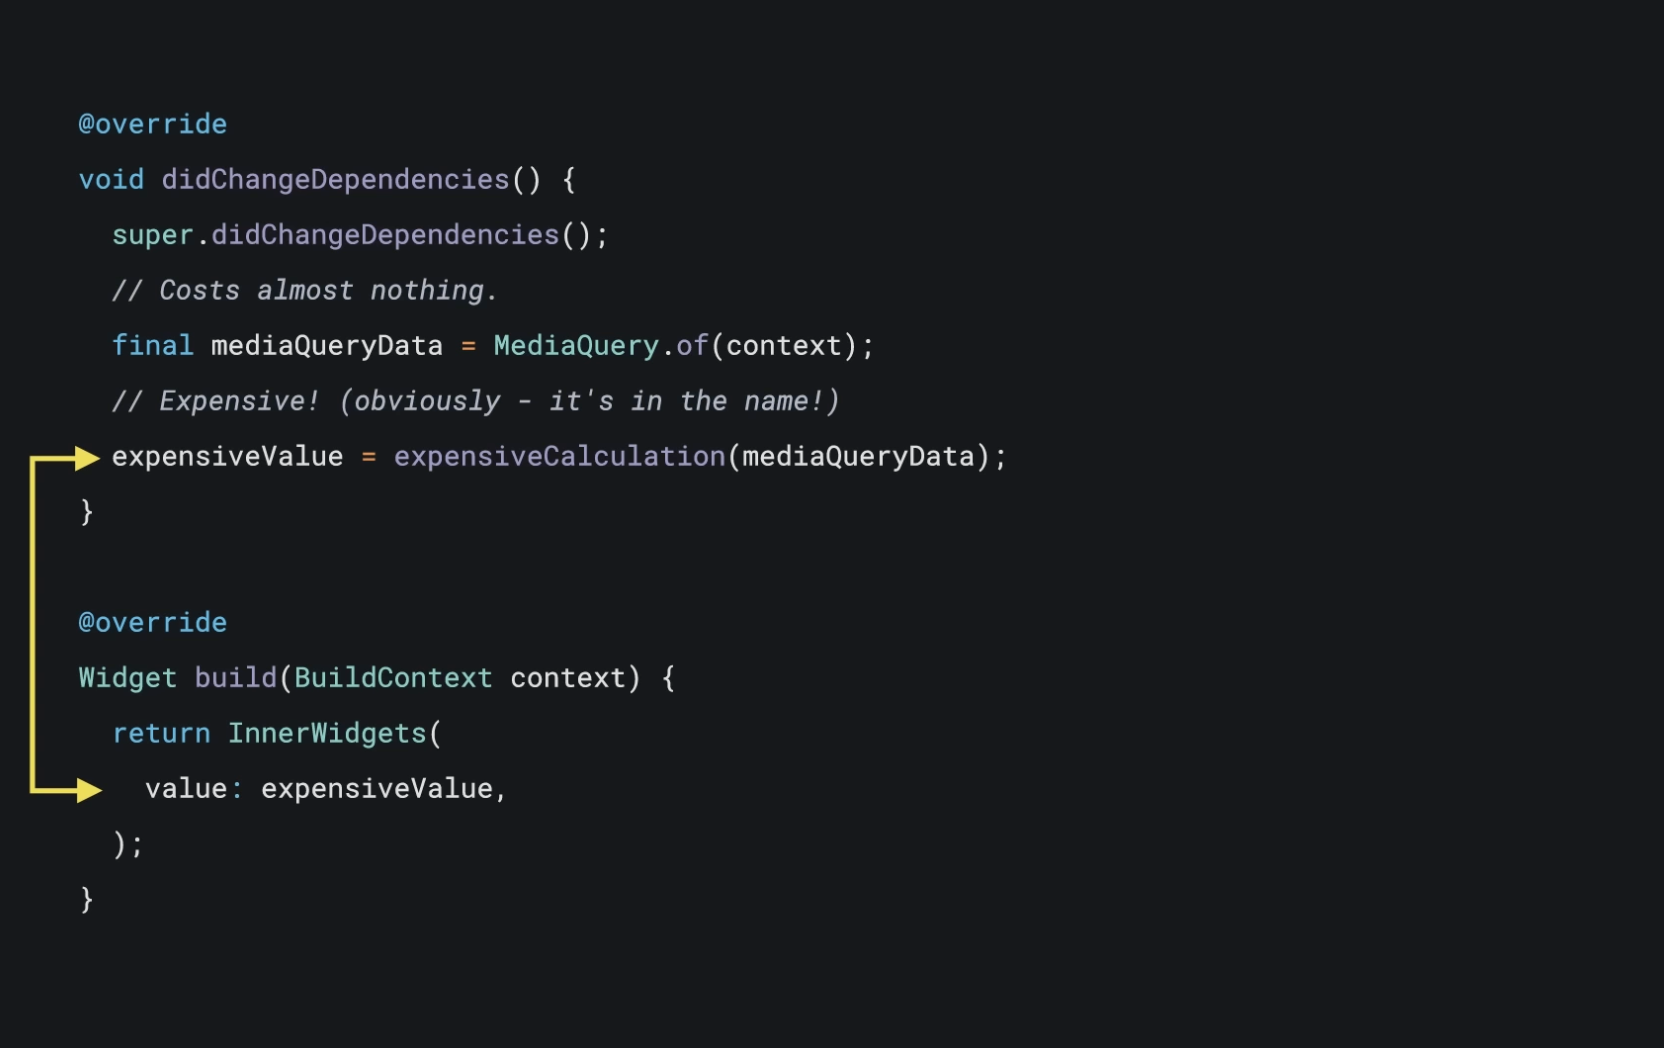 @override
void didChangeDependencies() {
  super.didChangeDependencies();
  // Costs almost nothing.
  final mediaQueryData = MediaQuery.of(context);
  // Expensive! (obviously - it's in the name!)
  expensiveValue = expensiveCalculation(mediaQueryData);
}

@override
Widget build(BuildContext context) {
  return InnerWidgets(
    value: expensiveValue,
  );
}